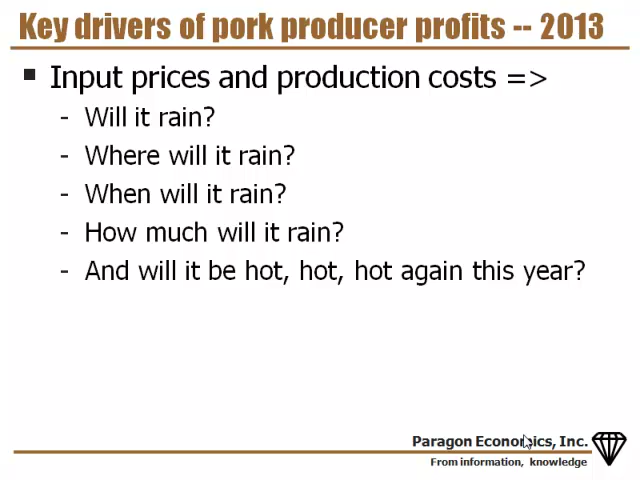 Key drivers of pork producer profits -- 2013
▪ Input prices and production costs =>
- Will it rain?
- Where will it rain?
- When will it rain?
- How much will it rain?
- And will it be hot, hot, hot again this year?
Paragon Economics, Inc.
From information, knowledge